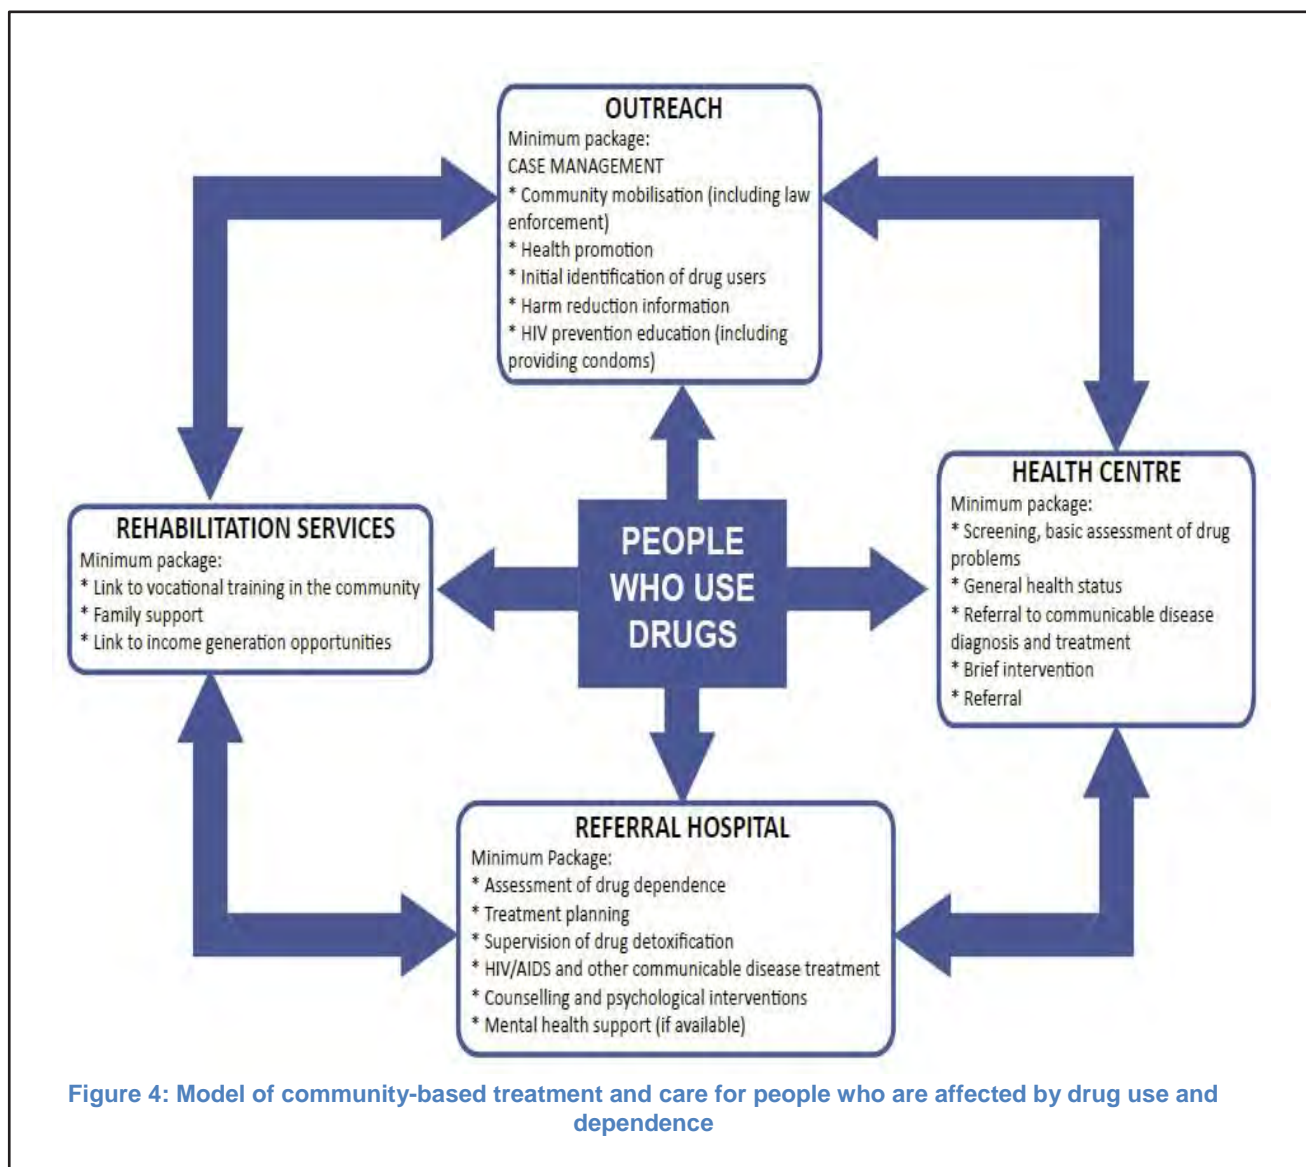 OUTREACH
Minimum package:
CASE MANAGEMENT
* Community mobilisation (including law
enforcement)
* Health promotion
* Initial identification of drug users
* Harm reduction information
* HIV prevention education (including
providing condoms)
HEALTH CENTRE
Minimum package:
* Screening, basic assessment of drug
problems
* General health status
* Referral to communicable disease
diagnosis and treatment
* Brief intervention
* Referral
REHABILITATION SERVICES
Minimum package:
* Link to vocational training in the community
* Family support
* Link to income generation opportunities
PEOPLE
WHO USE
DRUGS
REFERRAL HOSPITAL
Minimum Package:
* Assessment of drug dependence
* Treatment planning
* Supervision of drug detoxification
* HIV/AIDS and other communicable disease treatment
* Counselling and psychological interventions
* Mental health support (if available)
Figure 4: Model of community-based treatment and care for people who are affected by drug use and
dependence